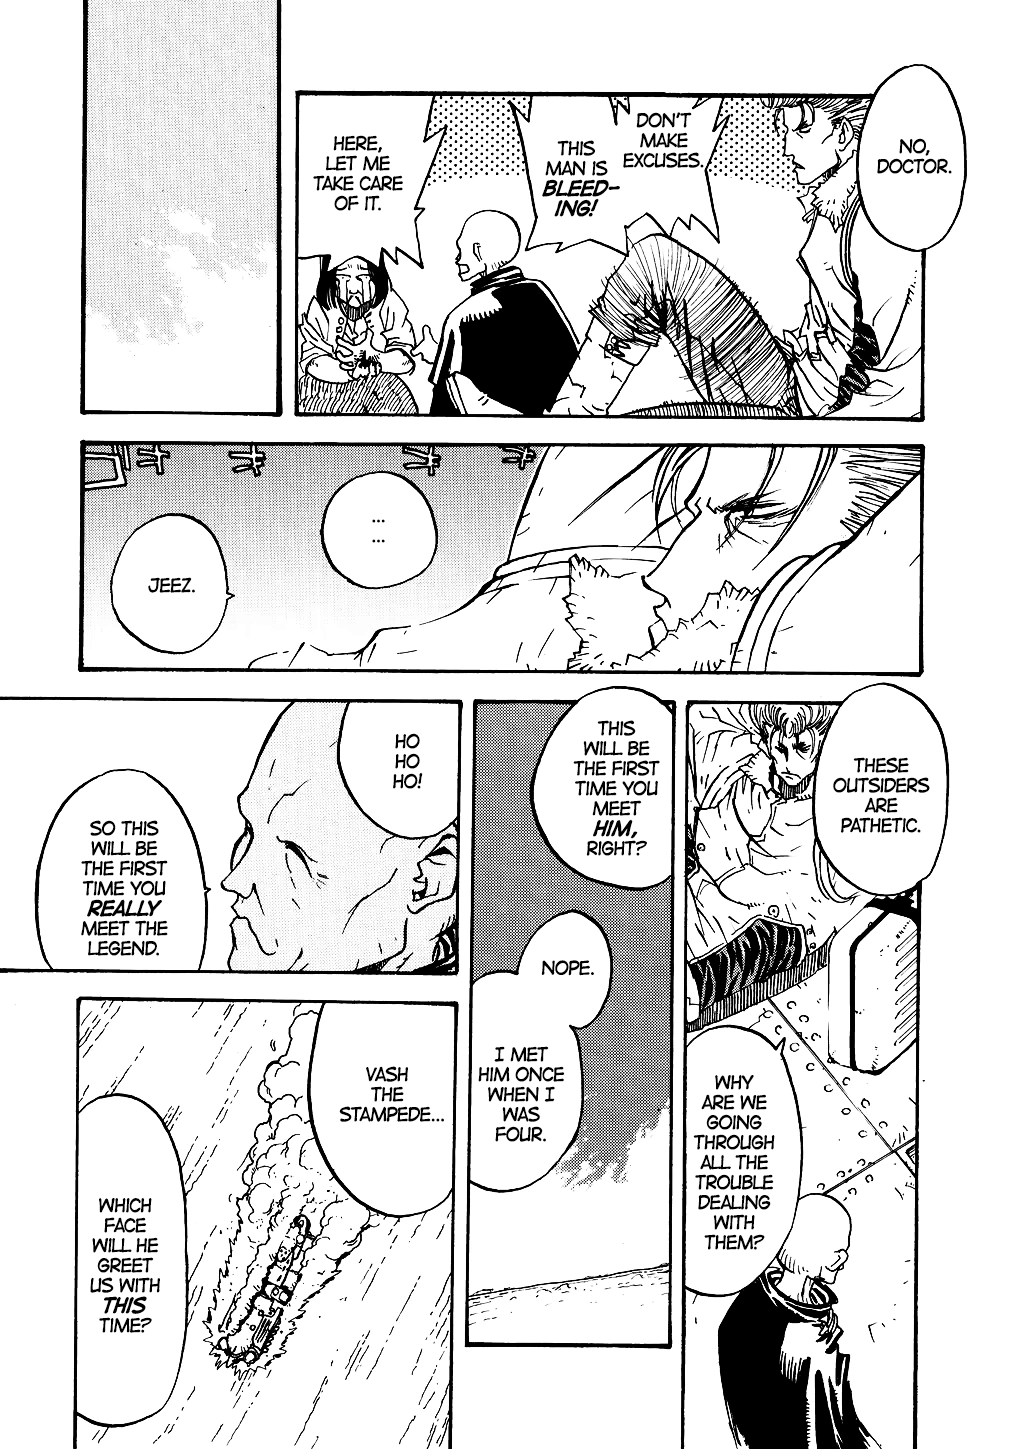 NO,
DOCTOR.
DON'T
MAKE
EXCUSES.
THIS
MAN IS
BLEED-
ING!
HERE,
LET ME
TAKE CARE
OF IT.
...
...
JEEZ.
THESE
OUTSIDERS
ARE
PATHETIC.
WHY
ARE WE
GOING
THROUGH
ALL THE
TROUBLE
DEALING
WITH
THEM?
THIS
WILL BE
THE FIRST
TIME YOU
MEET
HIM,
RIGHT?
NOPE.
I MET
HIM ONCE
WHEN I
WAS
FOUR.
HO
HO
HO!
SO THIS
WILL BE
THE FIRST
TIME YOU
REALLY
MEET THE
LEGEND.
VASH
THE
STAMPEDE...
WHICH
FACE
WILL HE
GREET
US WITH
THIS
TIME?